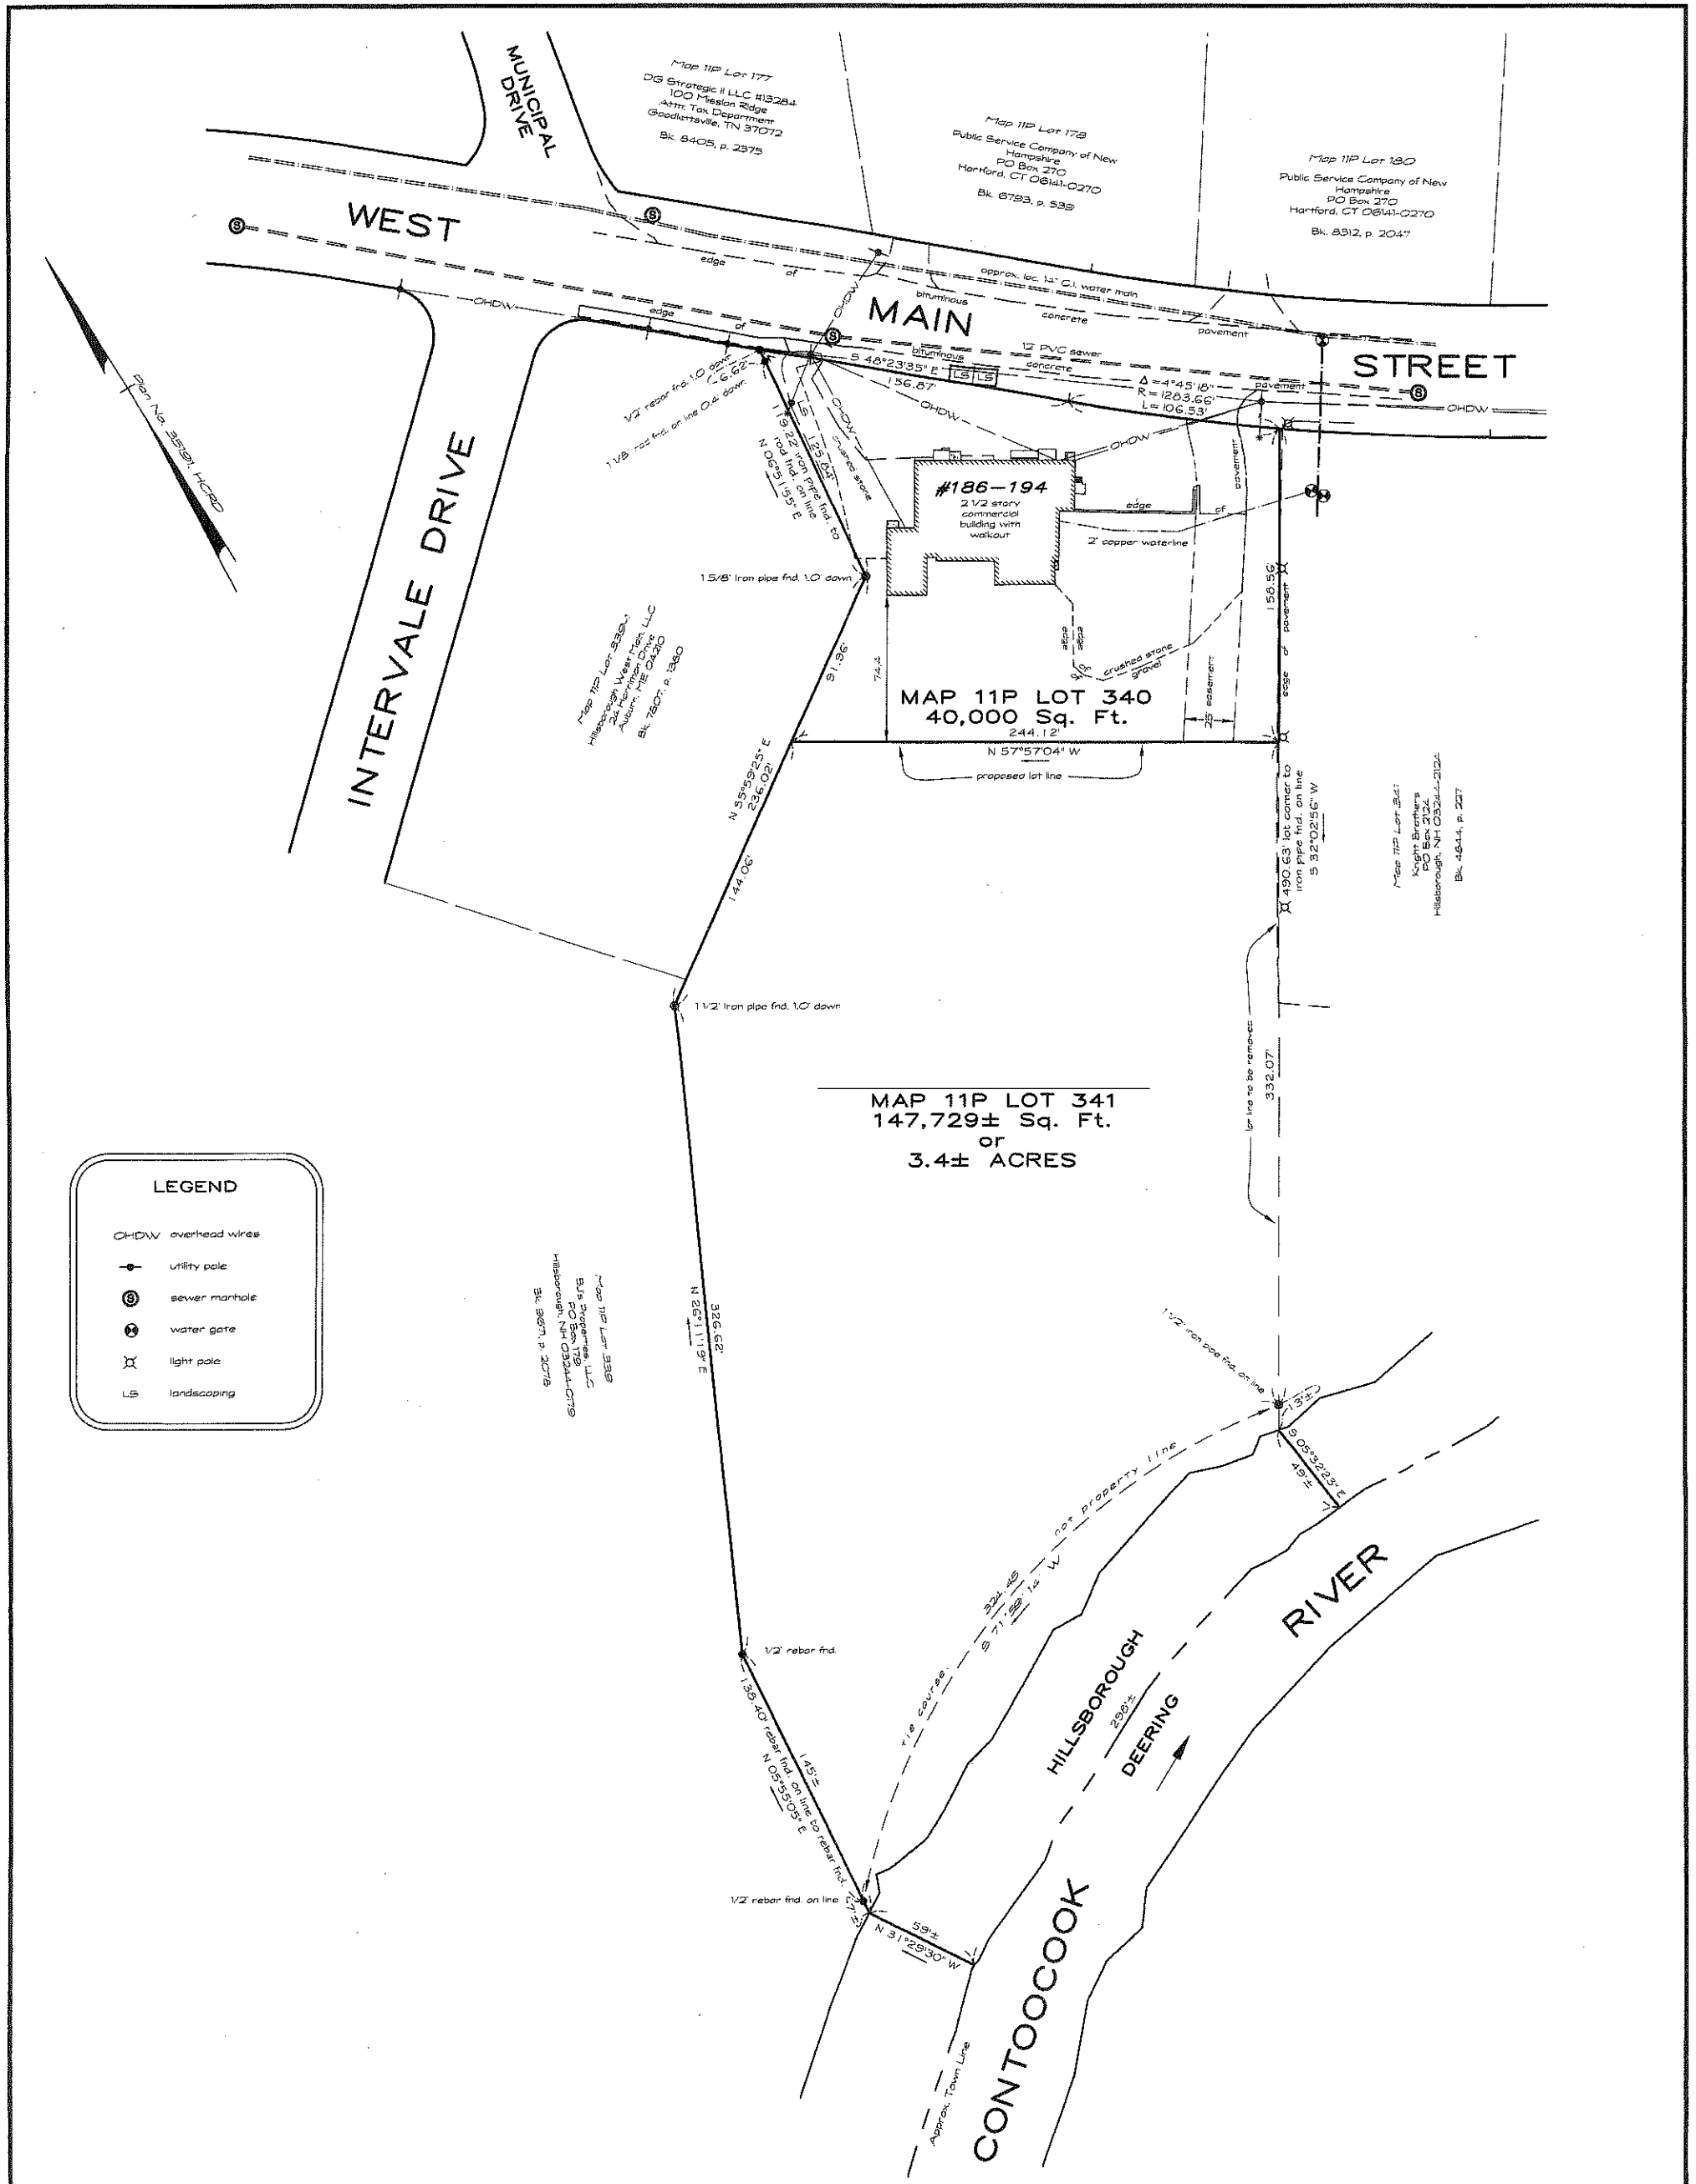 MUNICIPAL
DRIVE
Map 11P Lot 177
DG Strategic II LLC #13284
100 Mission Ridge
Attn: Tax Department
Goodlettsville, TN 37072
Bk. 8405, p. 2375
Map 11P Lot 178
Public Service Company of New
Hampshire
PO Box 270
Hartford, CT 06141-0270
Bk. 6793, p. 539
Map 11P Lot 180
Public Service Company of New
Hampshire
PO Box 270
Hartford, CT 06141-0270
Bk. 8312, p. 2047
WEST
MAIN
STREET
edge of bituminous concrete pavement
approx. loc. 14" C.I. water main
OHDW
OHDW
edge of bituminous concrete pavement
12" PVC sewer
S 48°23'35" E
156.87'
LS LS
Δ =4°45'18"
R = 1283.66'
L= 106.53'
OHDW
OHDW
OHDW
OHDW
Plan No. 35191, HCRD
INTERVALE DRIVE
1/2" rebar fnd. 1.0' down
6.62'
1 1/8" rod fnd. on line 0.4' down
LS
crushed stone
125.84'
119.22' iron pipe fnd. to
rod fnd. on line
N 06°51'55" E
#186-194
2 1/2 story
commercial
building with
walkout
pavement
edge of
2" copper waterline
1 5/8" iron pipe fnd. 1.0' down
158.56'
edge of pavement
Map 11P Lot 339-1
Hillsborough West Main, LLC
24 Harriman Drive
Auburn, ME 04210
Bk. 7807, p. 1380
91.96'
74.4
edge
edge
of
crushed stone
gravel
25' easement
MAP 11P LOT 340
40,000 Sq. Ft.
244.12'
N 57°57'04" W
proposed lot line
N 55°59'25" E
236.02'
144.06'
490.63' lot corner to
iron pipe fnd. on line
S 32°02'56" W
Map 11P Lot 341
Knight Brothers
PO Box 2124
Hillsborough, NH 03244-2124
Bk. 4844, p. 227
1 1/2" iron pipe fnd. 1.0' down
lot line to be removed
332.07'
MAP 11P LOT 341
147,729± Sq. Ft.
or
3.4± ACRES
LEGEND
OHDW overhead wires
utility pole
S sewer manhole
water gate
light pole
LS landscaping
Map 11P Lot 339
BJs Properties, LLC
PO Box 179
Hillsborough, NH 03244-0179
326.62'
N 26°11'19" E
1 1/2" iron pipe fnd. on line
13'±
S 05°32'23" E
49'±
tie course, not property line
324.45
S 71°59'14" W
1/2" rebar fnd.
145'±
138.40' rebar fnd. on line to rebar fnd.
N 05°55'05" E
1/2" rebar fnd. on line
7'±
59'±
N 31°29'30" W
HILLSBOROUGH
298'±
DEERING
CONTOOCOOK
RIVER
Approx. Town Line